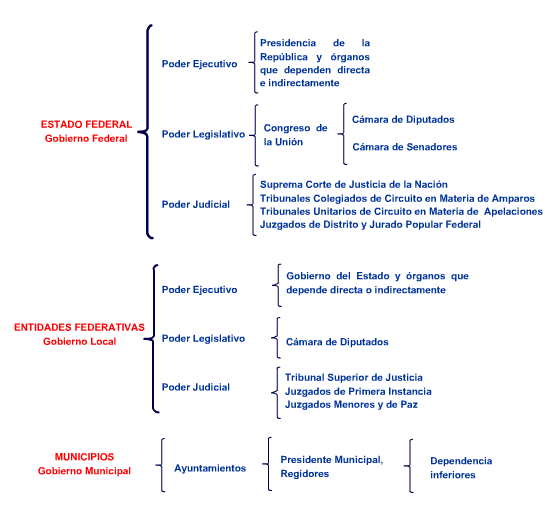 ESTADO FEDERAL
Gobierno Federal
Poder Ejecutivo
Presidencia de la
República y órganos
que dependen directa
e indirectamente
Poder Legislativo
Congreso de
la Unión
Cámara de Diputados
Cámara de Senadores
Poder Judicial
Suprema Corte de Justicia de la Nación
Tribunales Colegiados de Circuito en Materia de Amparos
Tribunales Unitarios de Circuito en Materia de Apelaciones
Juzgados de Distrito y Jurado Popular Federal
ENTIDADES FEDERATIVAS
Gobierno Local
Poder Ejecutivo
Gobierno del Estado y órganos que
depende directa o indirectamente
Poder Legislativo
Cámara de Diputados
Poder Judicial
Tribunal Superior de Justicia
Juzgados de Primera Instancia
Juzgados Menores y de Paz
MUNICIPIOS
Gobierno Municipal
Ayuntamientos
Presidente Municipal,
Regidores
Dependencia
inferiores